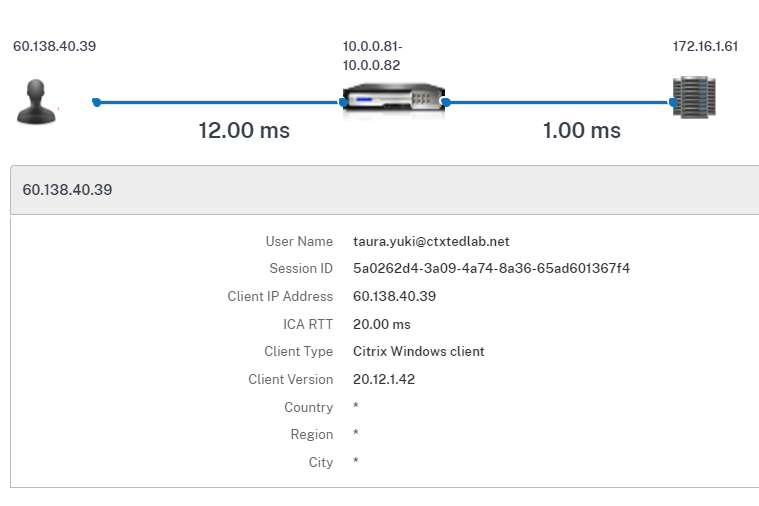 60.138.40.39
10.0.0.81-
10.0.0.82
172.16.1.61
12.00 ms
1.00 ms
60.138.40.39
User Name taura.yuki@ctxtedlab.net
Session ID 5a0262d4-3a09-4a74-8a36-65ad601367f4
Client IP Address 60.138.40.39
ICA RTT 20.00 ms
Client Type Citrix Windows client
Client Version 20.12.1.42
Country *
Region *
City *